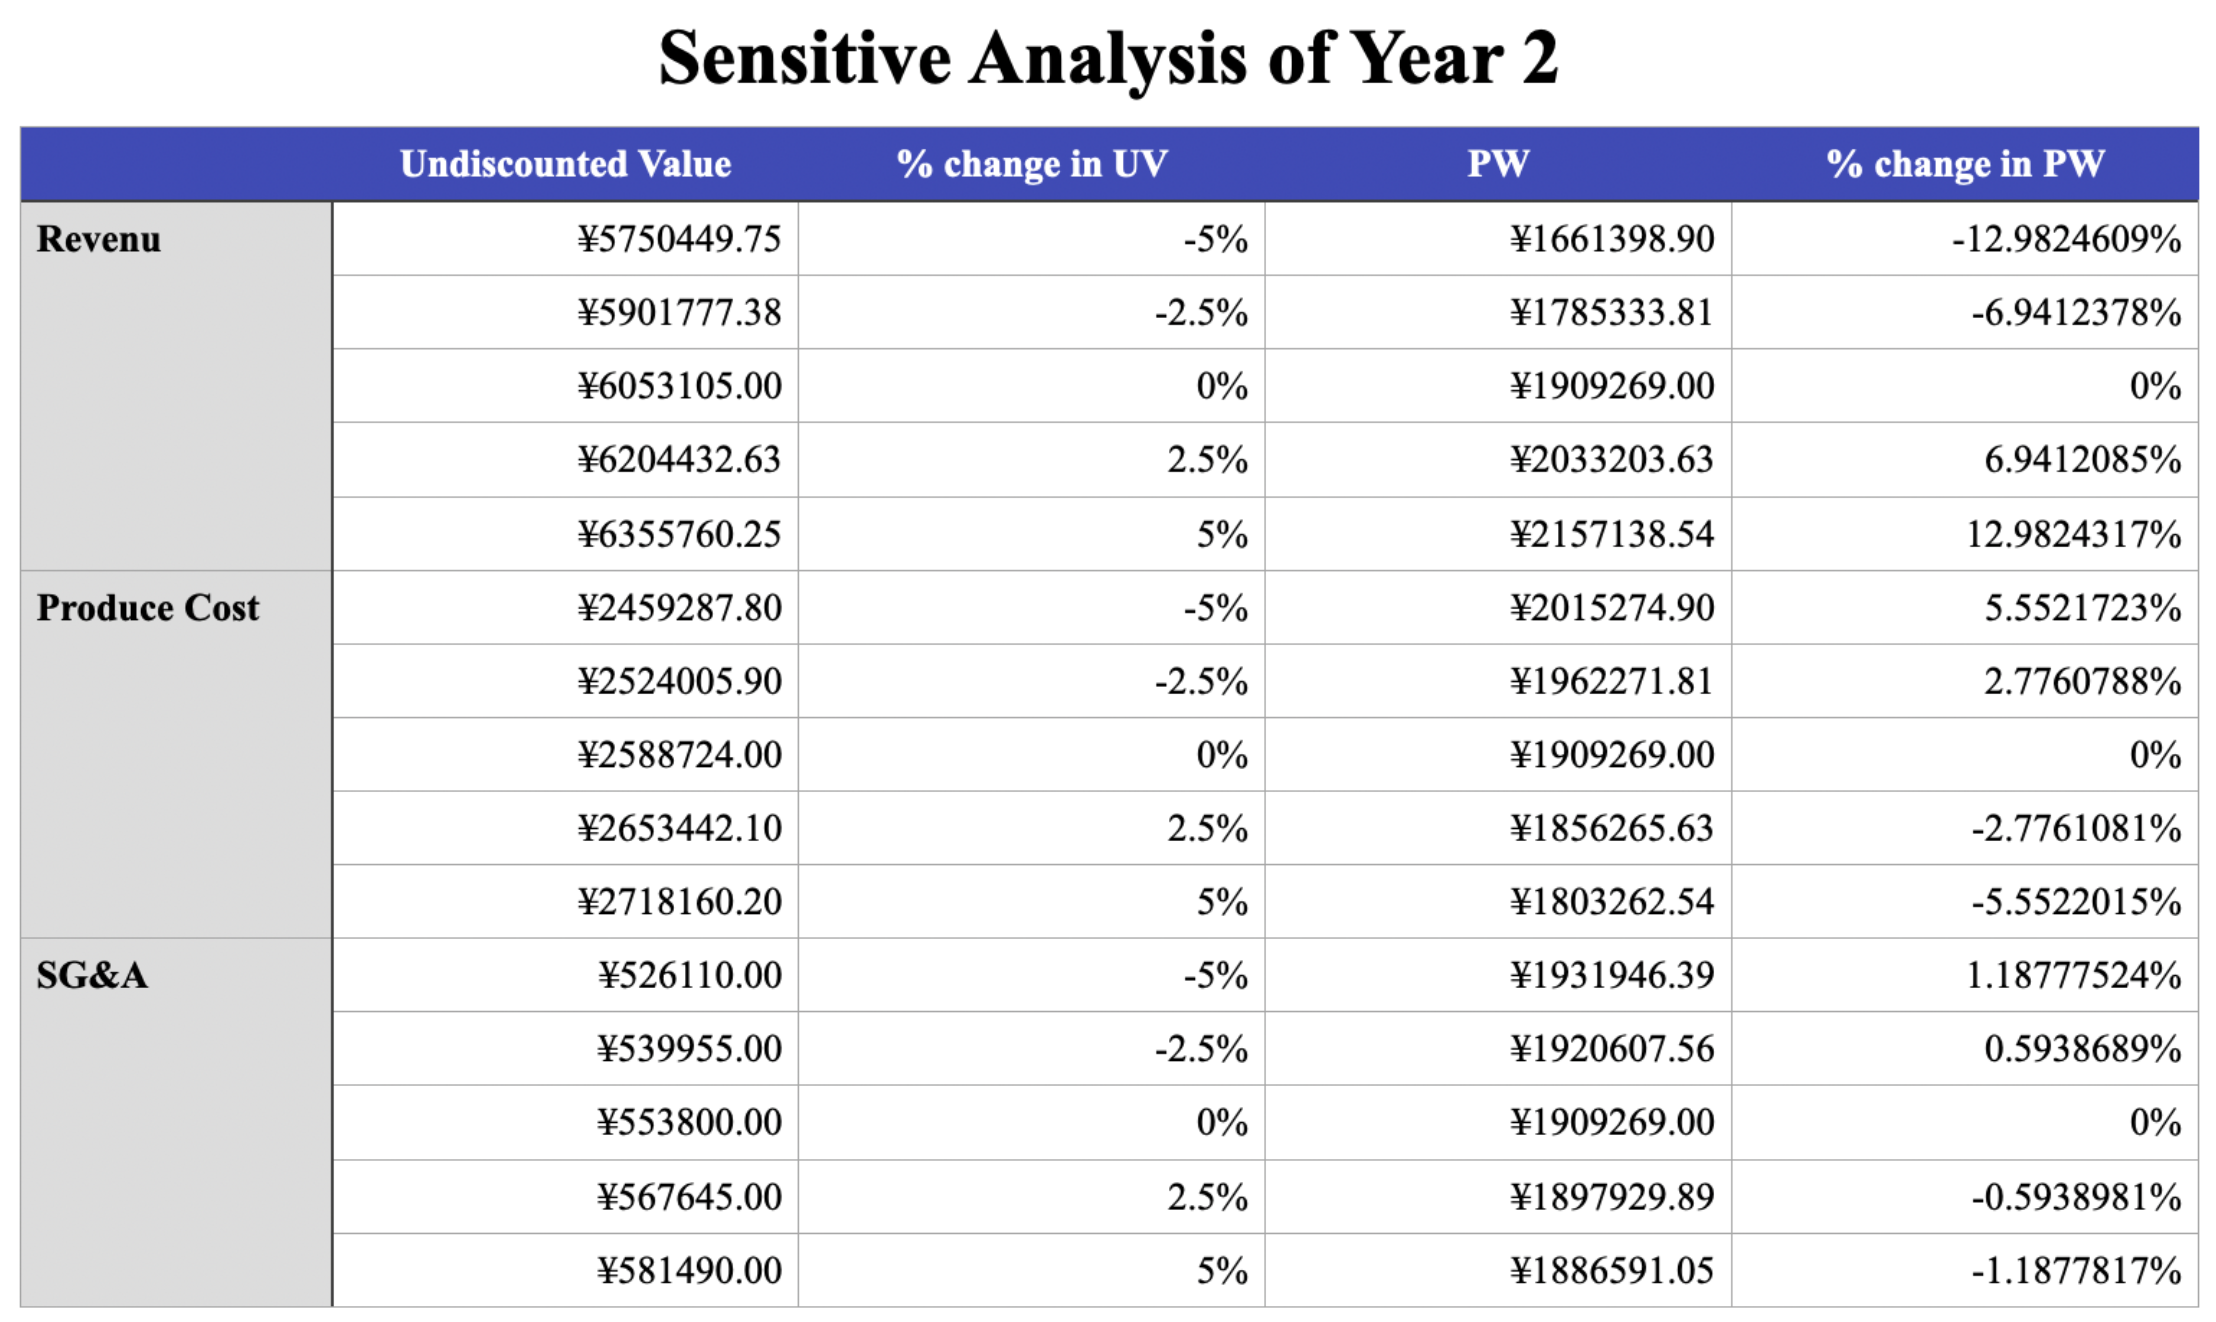 Sensitive Analysis of Year 2
Undiscounted Value % change in UV PW % change in PW
Revenu ¥5750449.75 -5% ¥1661398.90 -12.9824609%
¥5901777.38 -2.5% ¥1785333.81 -6.9412378%
¥6053105.00 0% ¥1909269.00 0%
¥6204432.63 2.5% ¥2033203.63 6.9412085%
¥6355760.25 5% ¥2157138.54 12.9824317%
Produce Cost ¥2459287.80 -5% ¥2015274.90 5.5521723%
¥2524005.90 -2.5% ¥1962271.81 2.7760788%
¥2588724.00 0% ¥1909269.00 0%
¥2653442.10 2.5% ¥1856265.63 -2.7761081%
¥2718160.20 5% ¥1803262.54 -5.5522015%
SG&A ¥526110.00 -5% ¥1931946.39 1.18777524%
¥539955.00 -2.5% ¥1920607.56 0.5938689%
¥553800.00 0% ¥1909269.00 0%
¥567645.00 2.5% ¥1897929.89 -0.5938981%
¥581490.00 5% ¥1886591.05 -1.1877817%